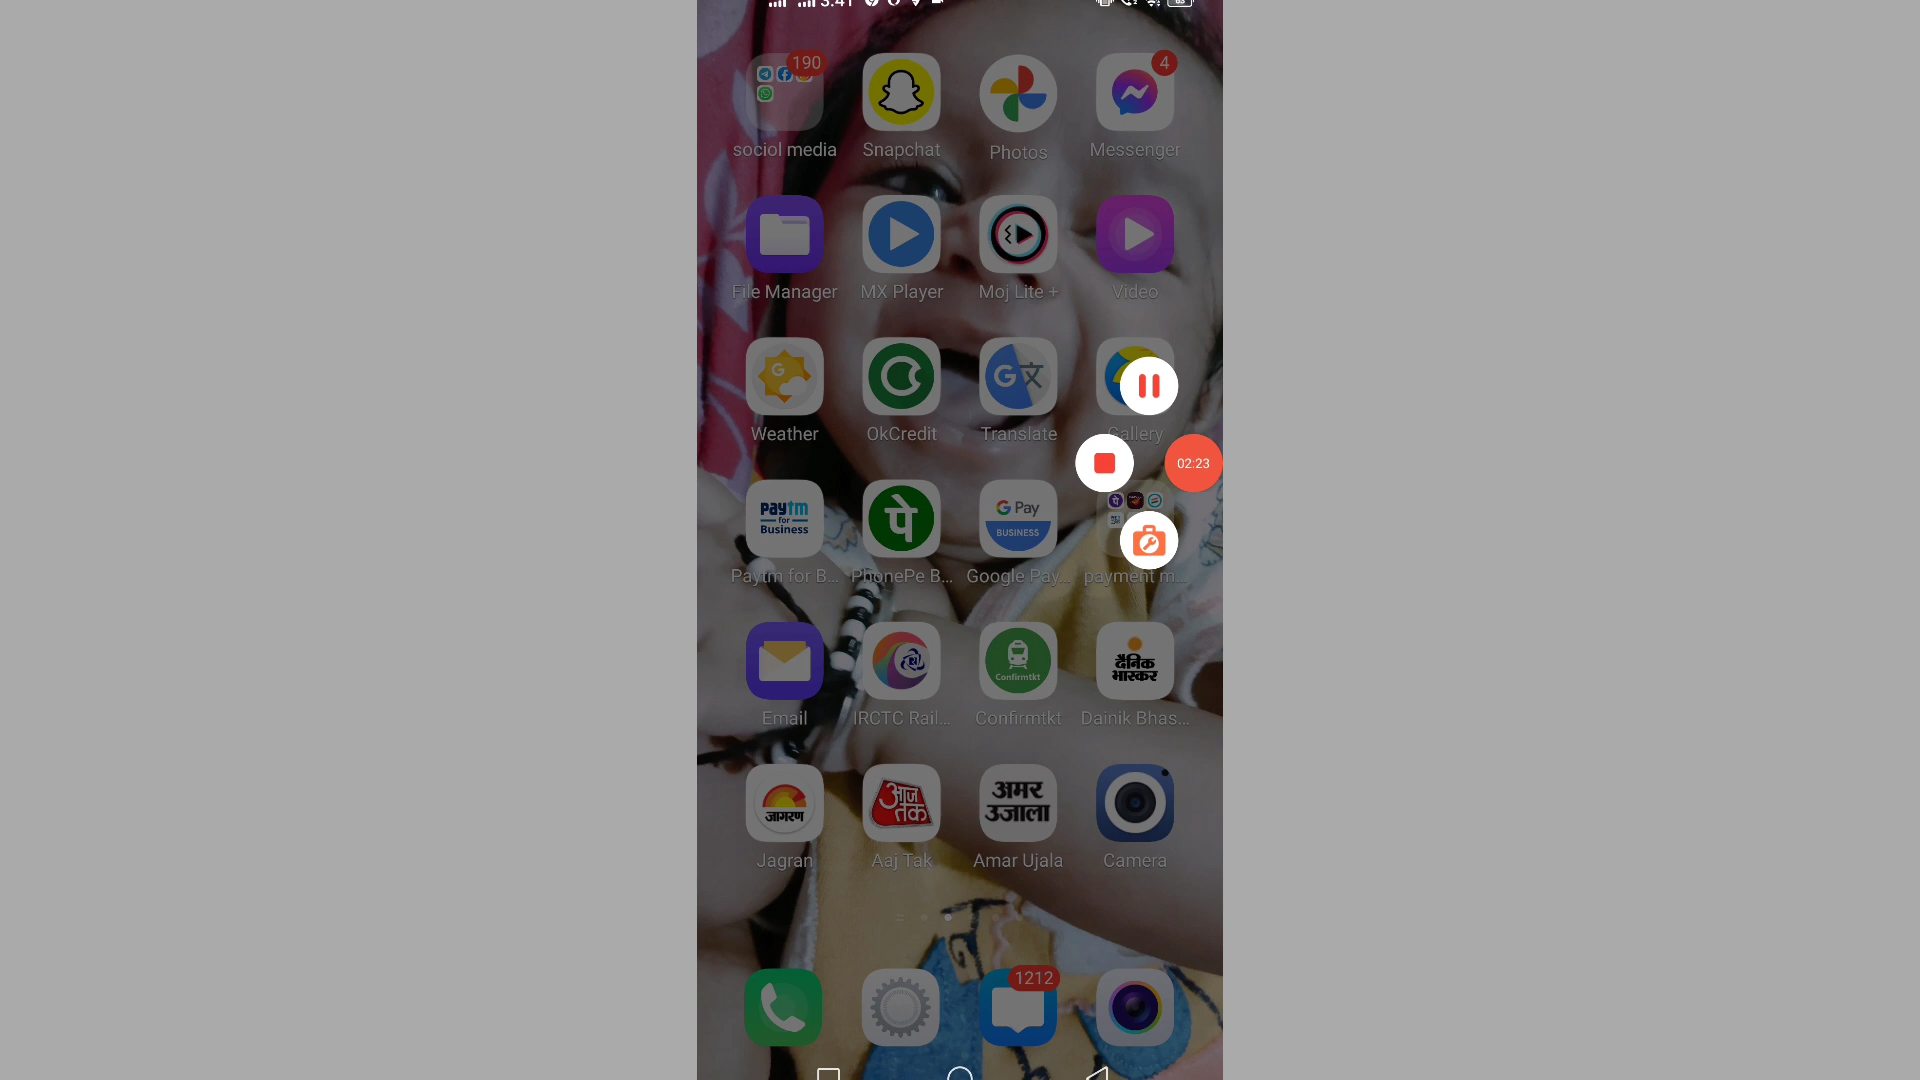 3:41
190
4
sociol media
Snapchat
Photos
Messenger
File Manager
MX Player
Moj Lite +
Video
Weather
OkCredit
Translate
Gallery
02:23
paytm
for
Business
पे
G Pay
BUSINESS
Paytm for B...
PhonePe B...
Google Pay...
payment m...
Confirmtkt
दैनिक
भास्कर
Email
IRCTC Rail...
Confirmtkt
Dainik Bhas...
जागरण
आज
तक
अमर
उजाला
Jagran
Aaj Tak
Amar Ujala
Camera
1212